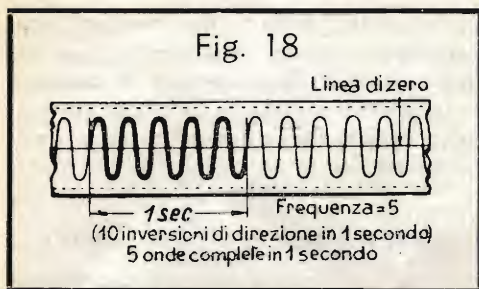 Fig. 18
Linea di zero
1 sec
Frequenza = 5
(10 inversioni di direzione in 1 secondo)
5 onde complete in 1 secondo